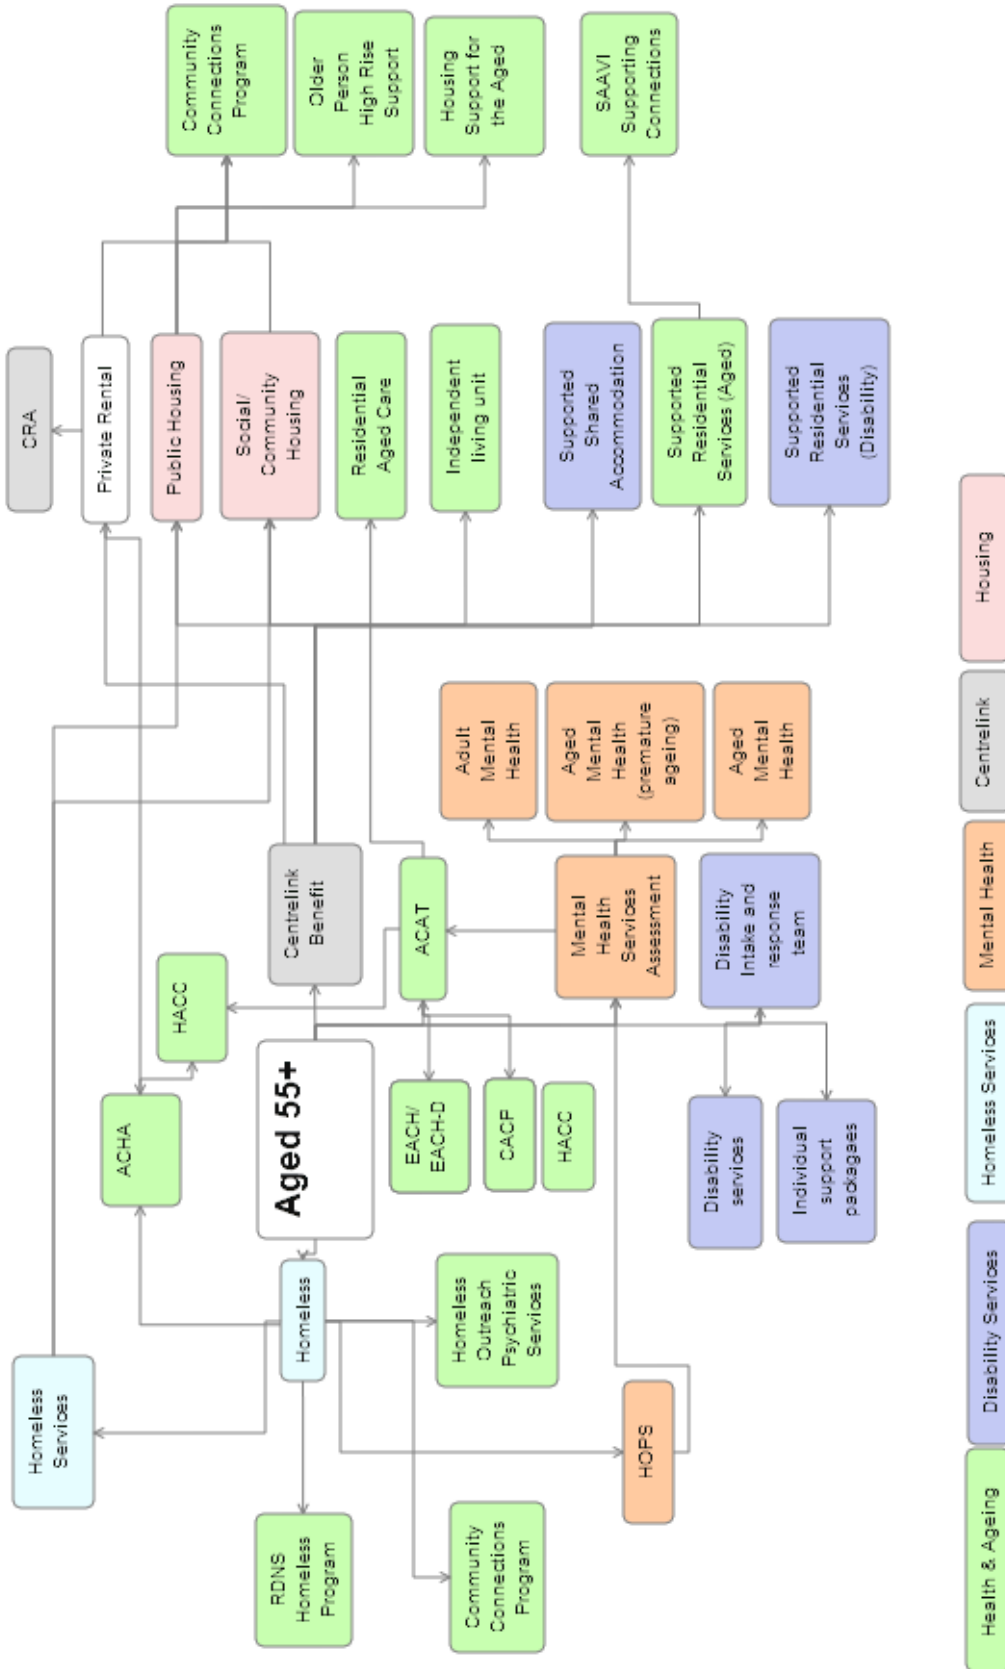 Homeless
Services
RDNS
Homeless
Program
Community
Connections
Program
HOPS
Homeless
Outreach
Psychiatric
Services
Homeless
ACHA
Aged 55+
EACH/
EACH-D
CACP
HACC
Disability
services
Individual
support
packagaes
HACC
Centrelink
Benefit
ACAT
Mental
Health
Services
Assessment
Disability
Intake and
response
team
Adult
Mental
Health
Aged
Mental
Health
(premature
ageing)
Aged
Mental
Health
CRA
Private Rental
Public Housing
Social/
Community
Housing
Residential
Aged Care
Independent
living unit
Supported
Shared
Accommodation
Supported
Residential
Services (Aged)
Supported
Residential
Services
(Disability)
Community
Connections
Program
Older
Person
High Rise
Support
Housing
Support for
the Aged
SAAVI
Supporting
Connections
Health & Ageing
Disability Services
Homeless Services
Mental Health
Centrelink
Housing